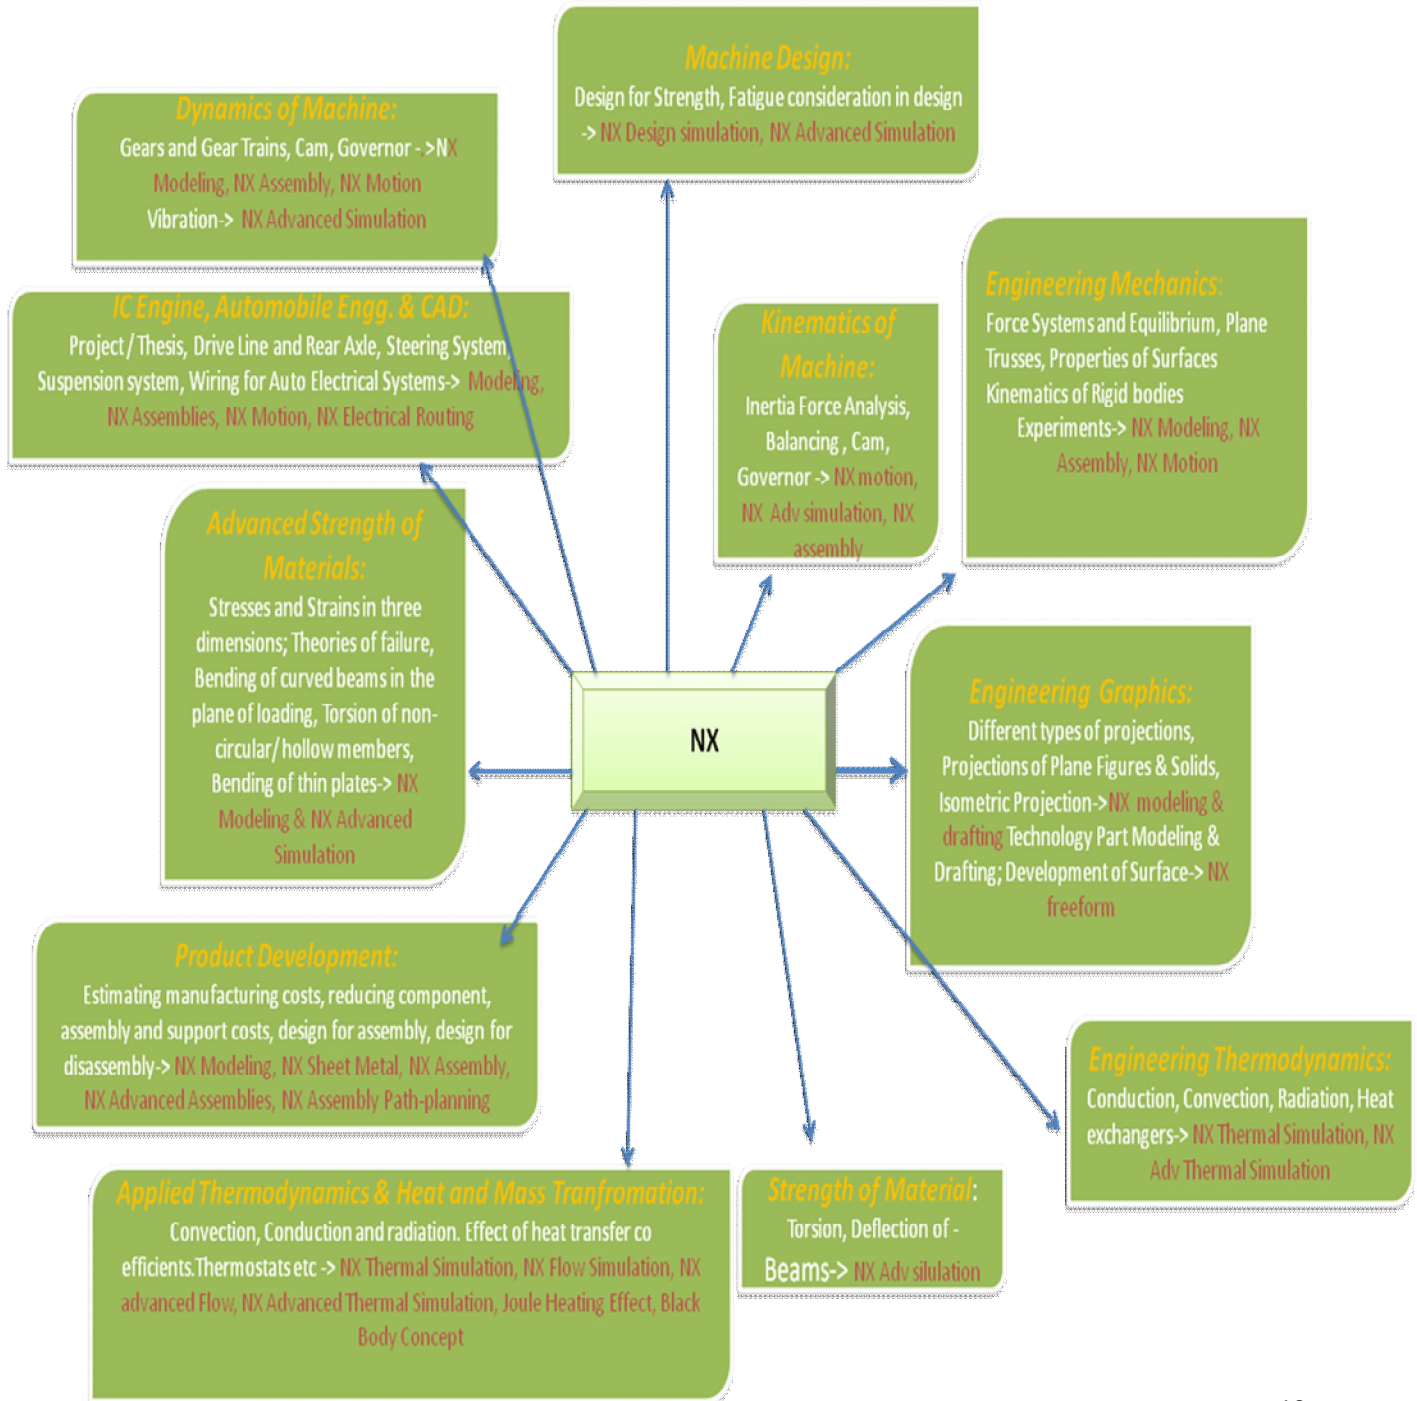 Machine Design:
Design for Strength, Fatigue consideration in design
-> NX Design simulation, NX Advanced Simulation
Dynamics of Machine:
Gears and Gear Trains, Cam, Governor -.>NX
Modeling, NX Assembly, NX Motion
Vibration-> NX Advanced Simulation
IC Engine, Automobile Engg. & CAD:
Project / Thesis, Drive Line and Rear Axle, Steering System,
Suspension system, Wiring for Auto Electrical Systems-> Modeling,
NX Assemblies, NX Motion, NX Electrical Routing
Kinematics of
Machine:
Inertia Force Analysis,
Balancing , Cam,
Governor -> NX motion,
NX Adv simulation, NX
assembly
Engineering Mechanics:
Force Systems and Equilibrium, Plane
Trusses, Properties of Surfaces
Kinematics of Rigid bodies
Experiments-> NX Modeling, NX
Assembly, NX Motion
Advanced Strength of
Materials:
Stresses and Strains in three
dimensions; Theories of failure,
Bending of curved beams in the
plane of loading, Torsion of non-
circular/ hollow members,
Bending of thin plates-> NX
Modeling & NX Advanced
Simulation
NX
Engineering Graphics:
Different types of projections,
Projections of Plane Figures & Solids,
Isometric Projection->NX modeling &
drafting Technology Part Modeling &
Drafting; Development of Surface-> NX
freeform
Product Development:
Estimating manufacturing costs, reducing component,
assembly and support costs, design for assembly, design for
disassembly-> NX Modeling, NX Sheet Metal, NX Assembly,
NX Advanced Assemblies, NX Assembly Path-planning
Engineering Thermodynamics:
Conduction, Convection, Radiation, Heat
exchangers-> NX Thermal Simulation, NX
Adv Thermal Simulation
Applied Thermodynamics & Heat and Mass Tranfromation:
Convection, Conduction and radiation. Effect of heat transfer co
efficients.Thermostats etc -> NX Thermal Simulation, NX Flow Simulation, NX
advanced Flow, NX Advanced Thermal Simulation, Joule Heating Effect, Black
Body Concept
Strength of Material:
Torsion, Deflection of -
Beams-> NX Adv silulation